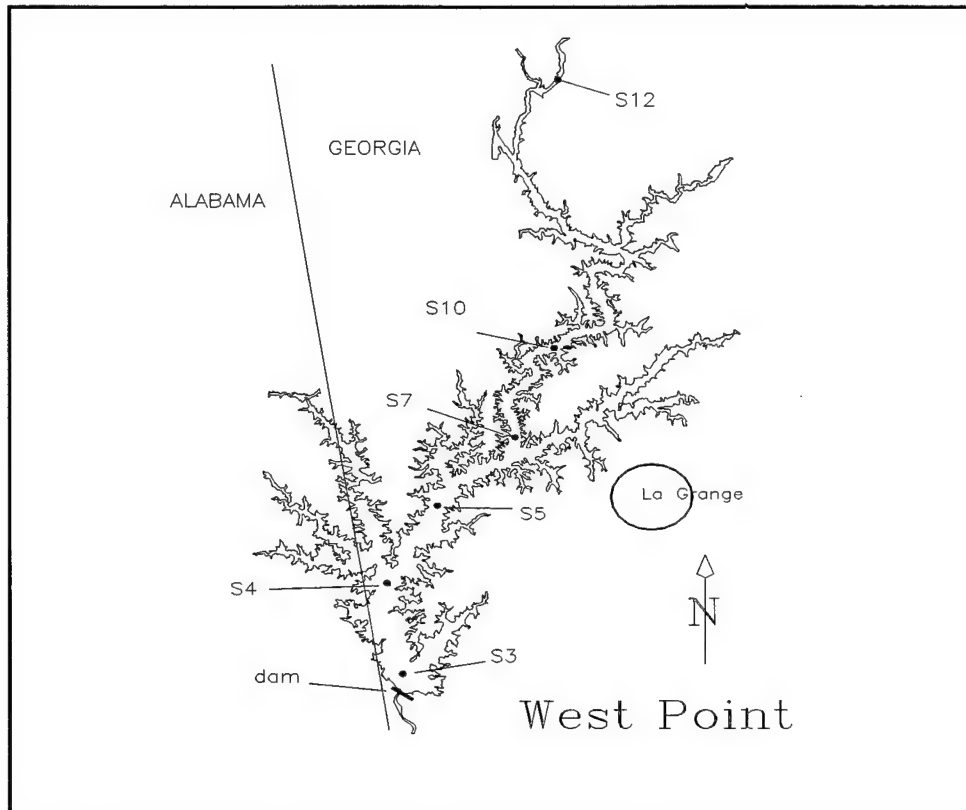 S12
GEORGIA
ALABAMA
S10
S7
La Grange
S5
S4
N
S3
dam
West Point